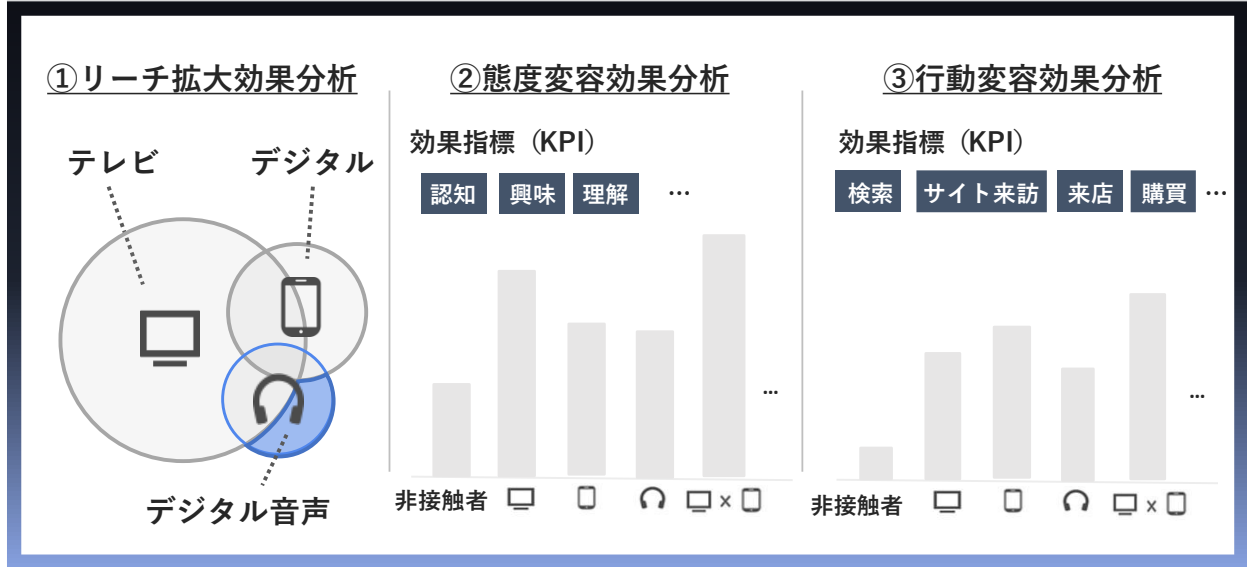 ①リーチ拡大効果分析
テレビ
デジタル
デジタル音声
②態度変容効果分析
効果指標（KPI）
認知 興味 理解 …
…
非接触者 x
③行動変容効果分析
効果指標（KPI）
検索 サイト来訪 来店 購買 …
…
非接触者 x